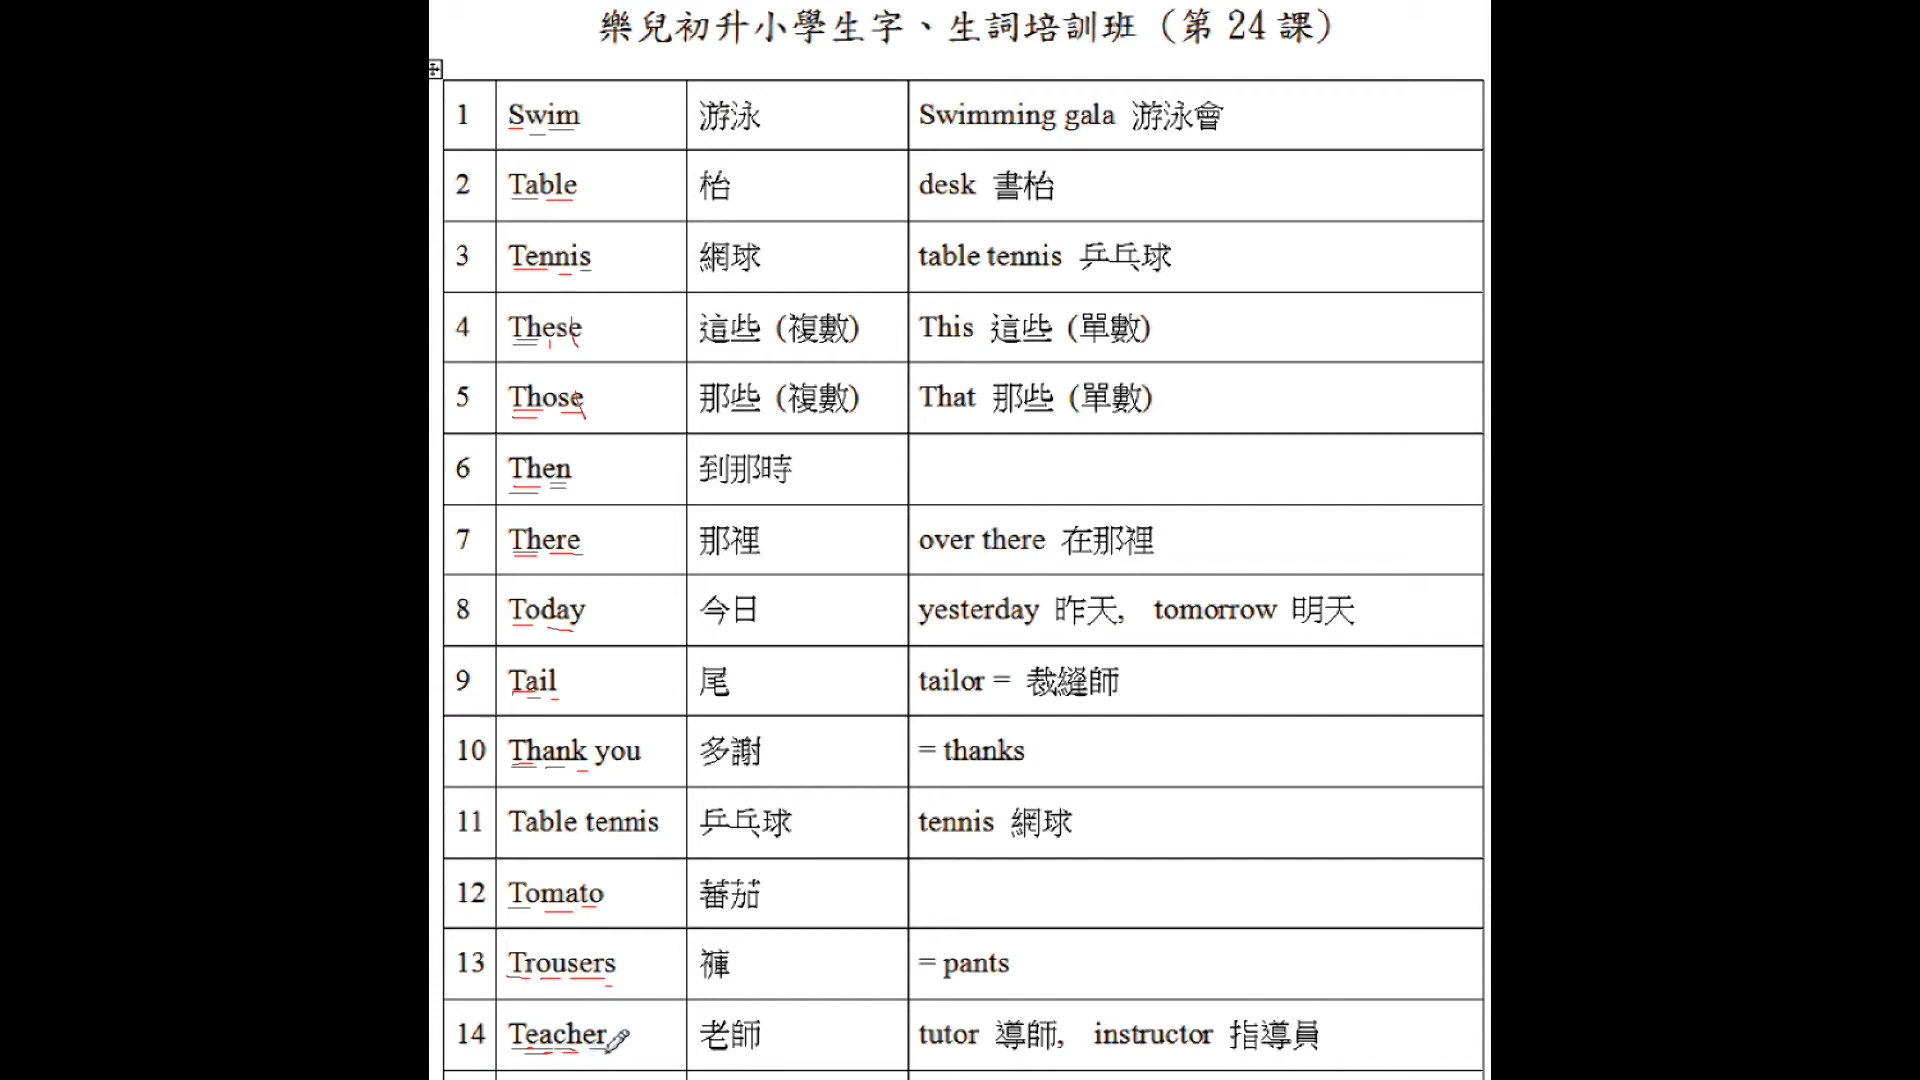 樂兒初升小學生字、生詞培訓班（第 24 課）
1 Swim 游泳 Swimming gala 游泳會
2 Table 枱 desk 書枱
3 Tennis 網球 table tennis 乒乓球
4 These 這些（複數） This 這些（單數）
5 Those 那些（複數） That 那些（單數）
6 Then 到那時
7 There 那裡 over there 在那裡
8 Today 今日 yesterday 昨天, tomorrow 明天
9 Tail 尾 tailor = 裁縫師
10 Thank you 多謝 = thanks
11 Table tennis 乒乓球 tennis 網球
12 Tomato 蕃茄
13 Trousers 褲 = pants
14 Teacher 老師 tutor 導師, instructor 指導員